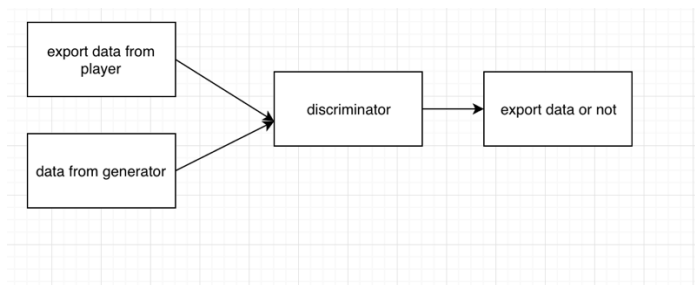 export data from
player
discriminator
export data or not
data from generator